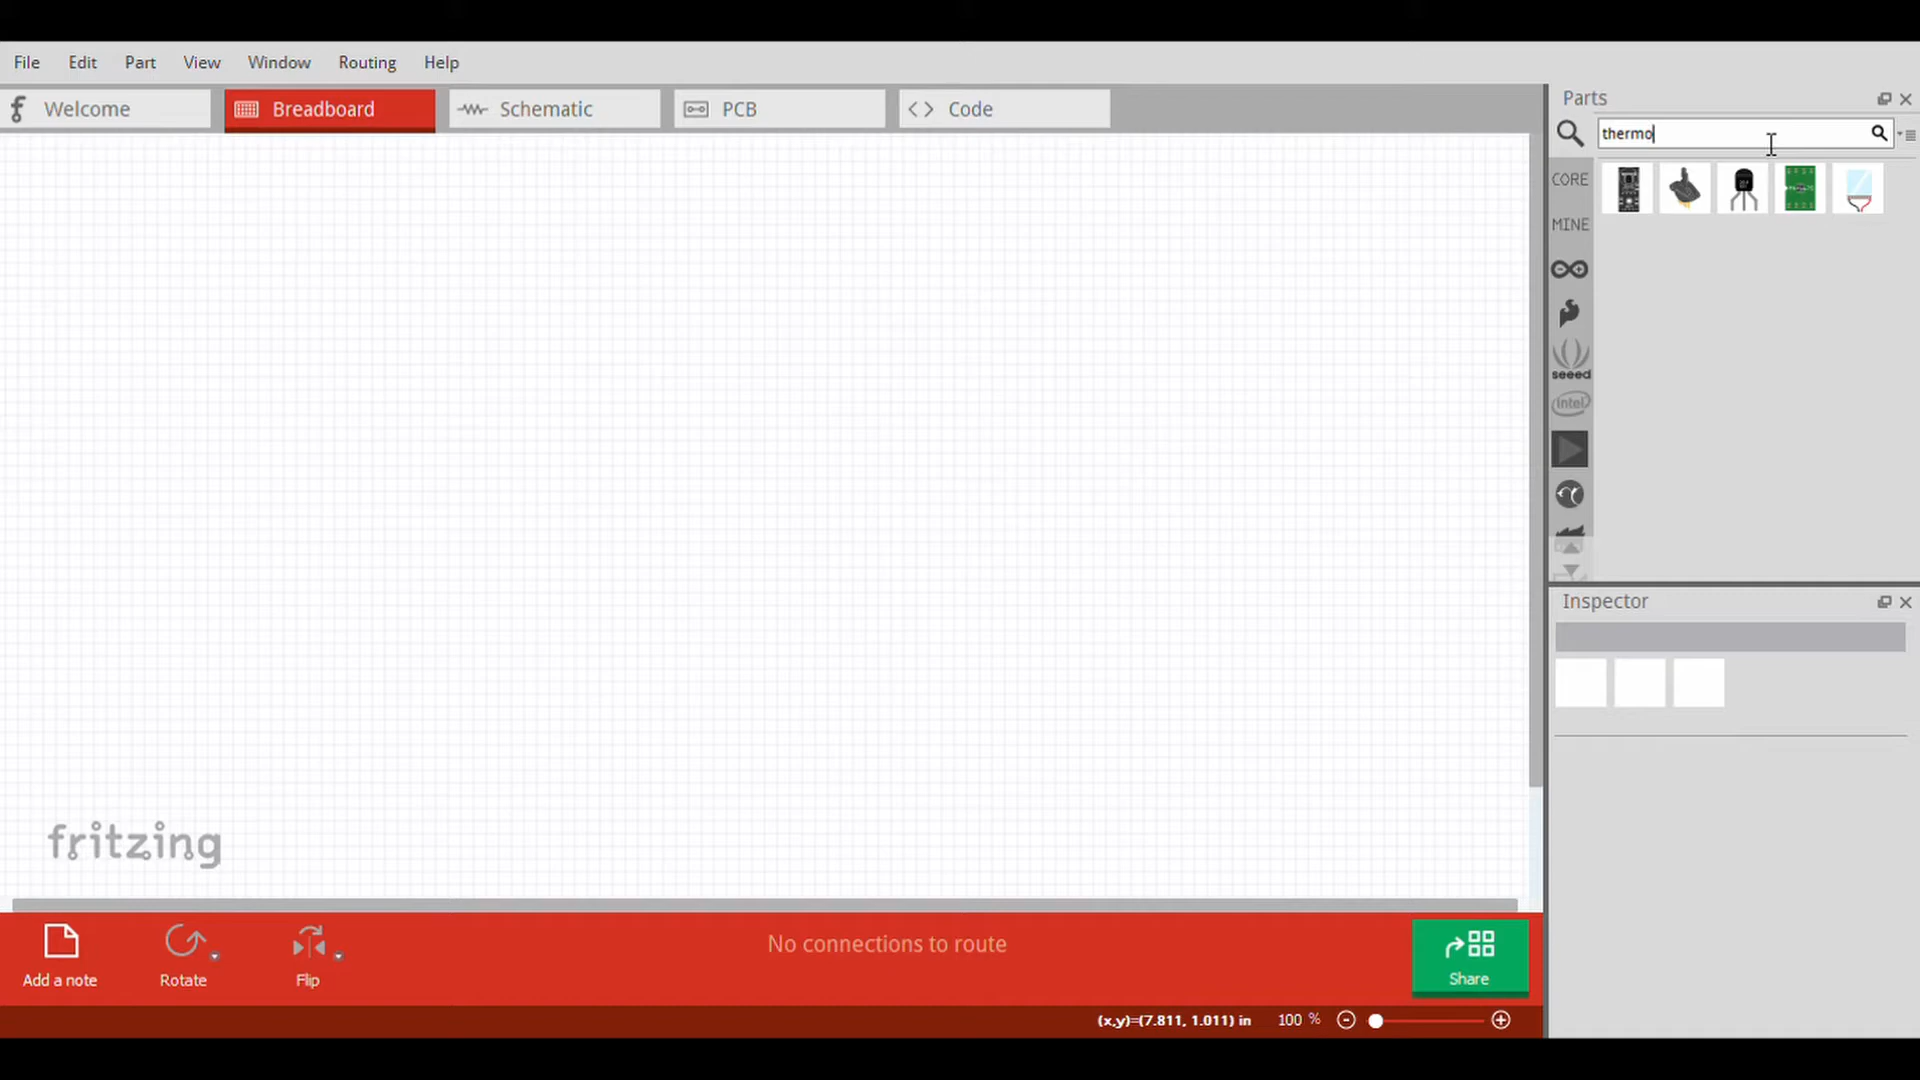 File Edit Part View Window Routing Help
Welcome Breadboard Schematic PCB Code
Parts
thermo
CORE
MINE
seeed
intel
Inspector
fritzing
No connections to route
Add a note Rotate Flip Share
(x,y)=(7.811, 1.011) in 100 %